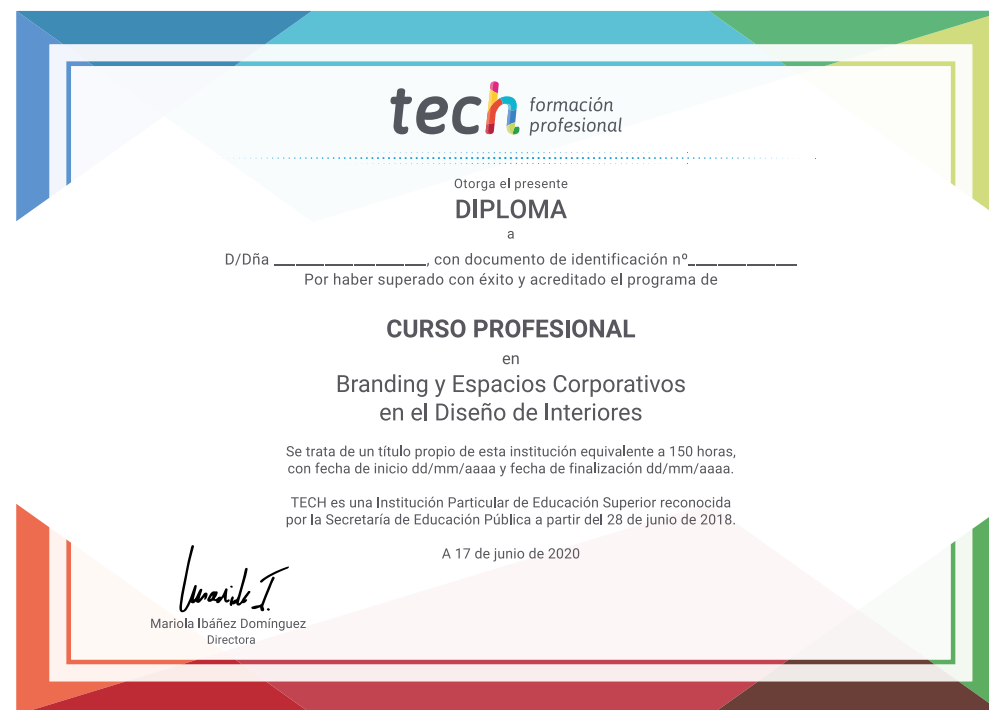 tech formación
profesional
Otorga el presente
DIPLOMA
a
D/Dña ____________________, con documento de identificación nº______________
Por haber superado con éxito y acreditado el programa de
CURSO PROFESIONAL
en
Branding y Espacios Corporativos
en el Diseño de Interiores
Se trata de un título propio de esta institución equivalente a 150 horas,
con fecha de inicio dd/mm/aaaa y fecha de finalización dd/mm/aaaa.
TECH es una Institución Particular de Educación Superior reconocida
por la Secretaría de Educación Pública a partir del 28 de junio de 2018.
A 17 de junio de 2020
Mariola Ibáñez Domínguez
Directora